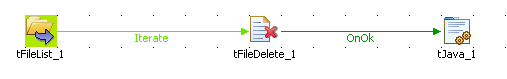 Iterate
OnOk
tFileList_1
tFileDelete_1
tJava_1